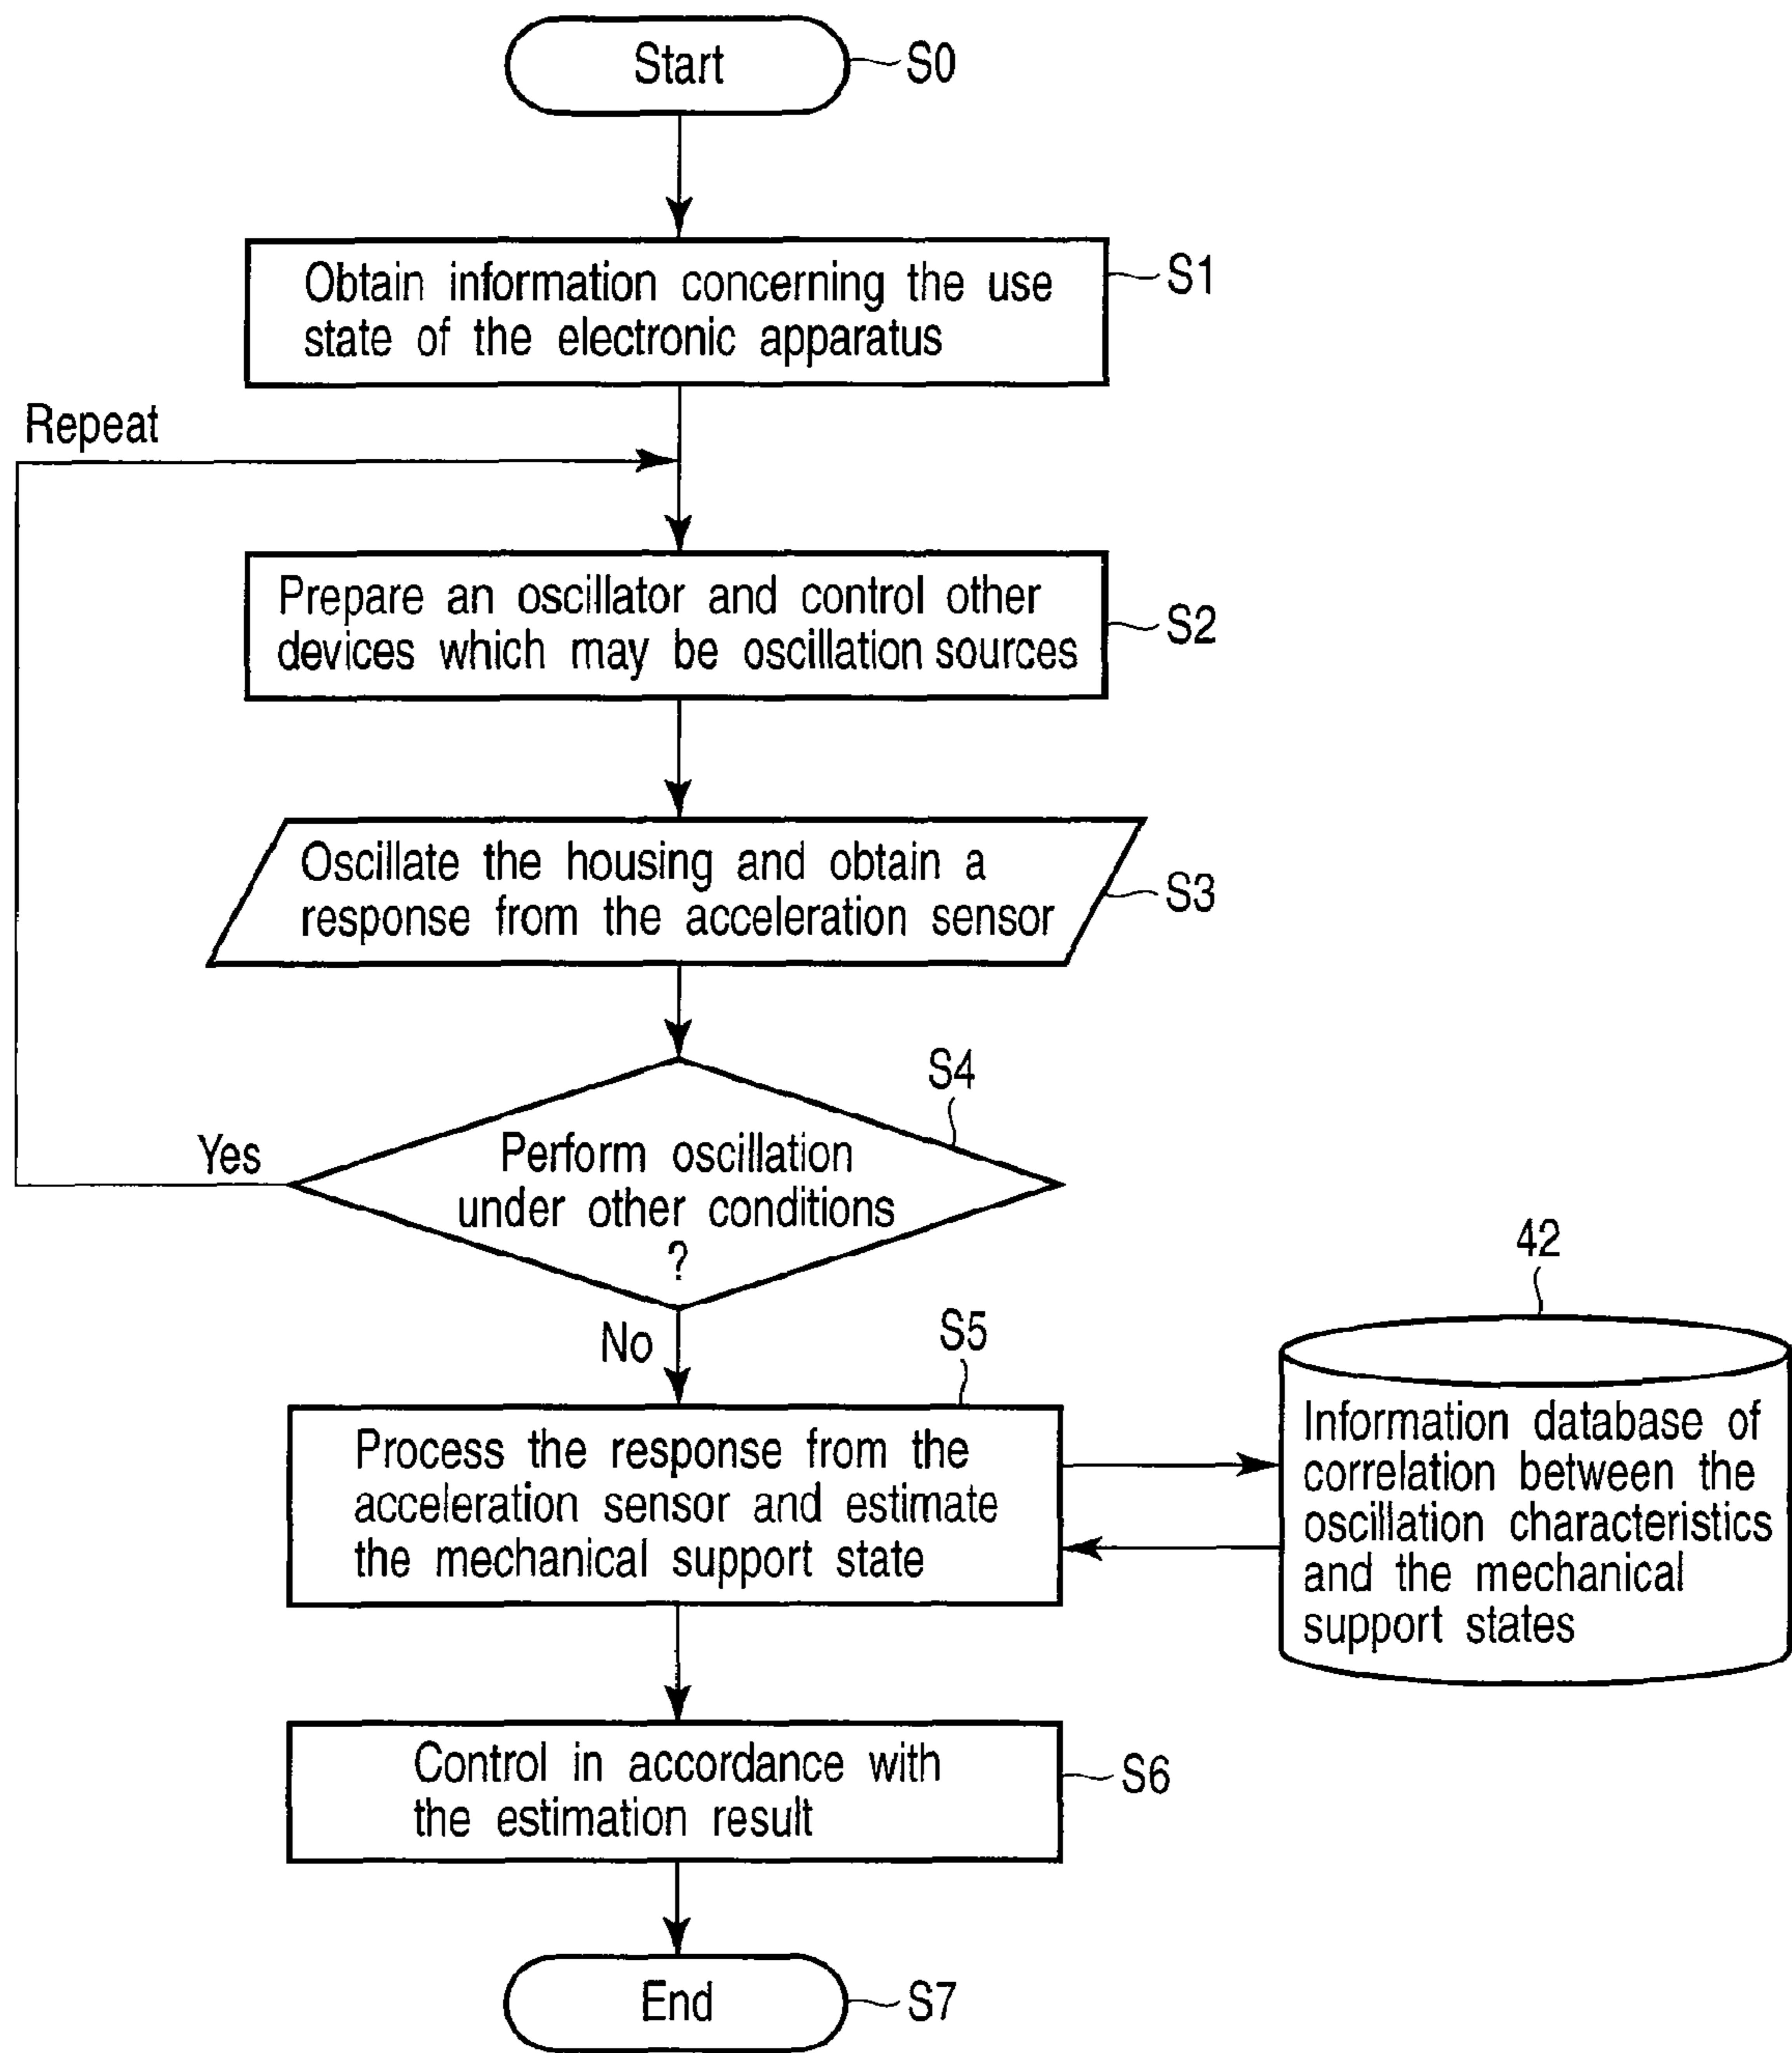 Start
S0
Obtain information concerning the use
state of the electronic apparatus
S1
Repeat
Prepare an oscillator and control other
devices which may be oscillation sources
S2
Oscillate the housing and obtain a
response from the acceleration sensor
S3
S4
Yes
Perform oscillation
under other conditions
?
No
S5
Process the response from the
acceleration sensor and estimate
the mechanical support state
42
Information database of
correlation between the
oscillation characteristics
and the mechanical
support states
Control in accordance with
the estimation result
S6
End
S7